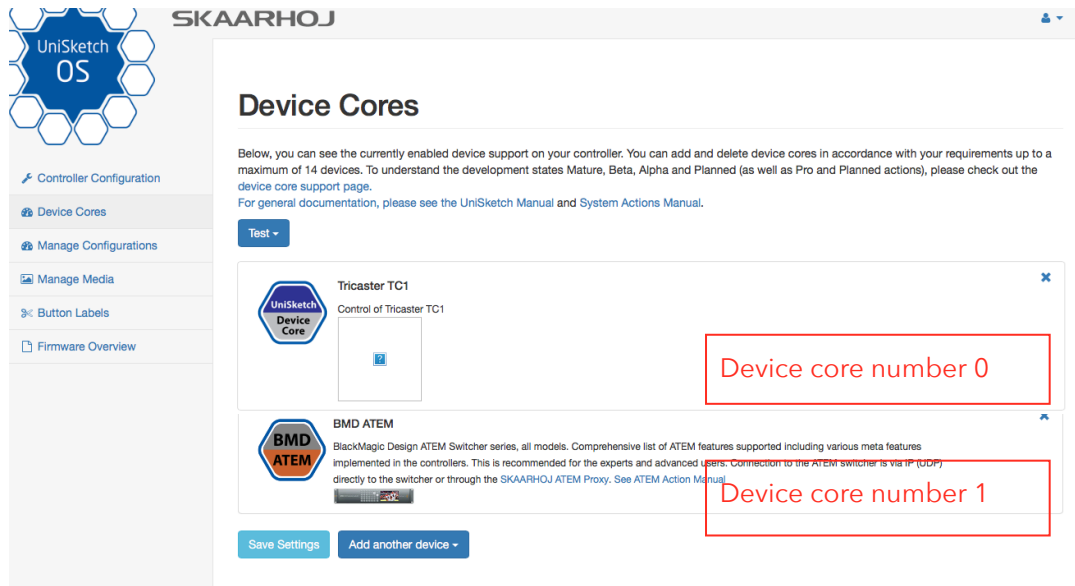 SKAARHOJ
UniSketch
OS
Device Cores
Below, you can see the currently enabled device support on your controller. You can add and delete device cores in accordance with your requirements up to a
maximum of 14 devices. To understand the development states Mature, Beta, Alpha and Planned (as well as Pro and Planned actions), please check out the
device core support page.
For general documentation, please see the UniSketch Manual and System Actions Manual.
Controller Configuration
Device Cores
Manage Configurations
Manage Media
Button Labels
Firmware Overview
Test
UniSketch
Device
Core
Tricaster TC1
Control of Tricaster TC1
?
Device core number 0
BMD
ATEM
BMD ATEM
BlackMagic Design ATEM Switcher series, all models. Comprehensive list of ATEM features supported including various meta features
implemented in the controllers. This is recommended for the experts and advanced users. Connection to the ATEM switcher is via IP (UDP)
directly to the switcher or through the SKAARHOJ ATEM Proxy. See ATEM Action Manual
Device core number 1
Save Settings
Add another device